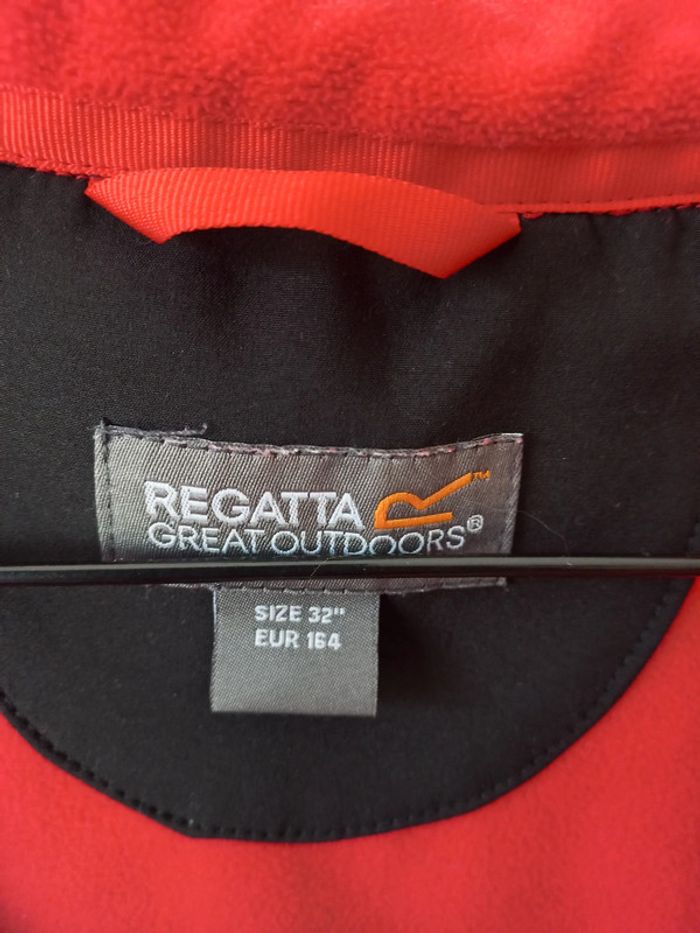 REGATTA
GREAT OUTDOORS®
SIZE 32"
EUR 164